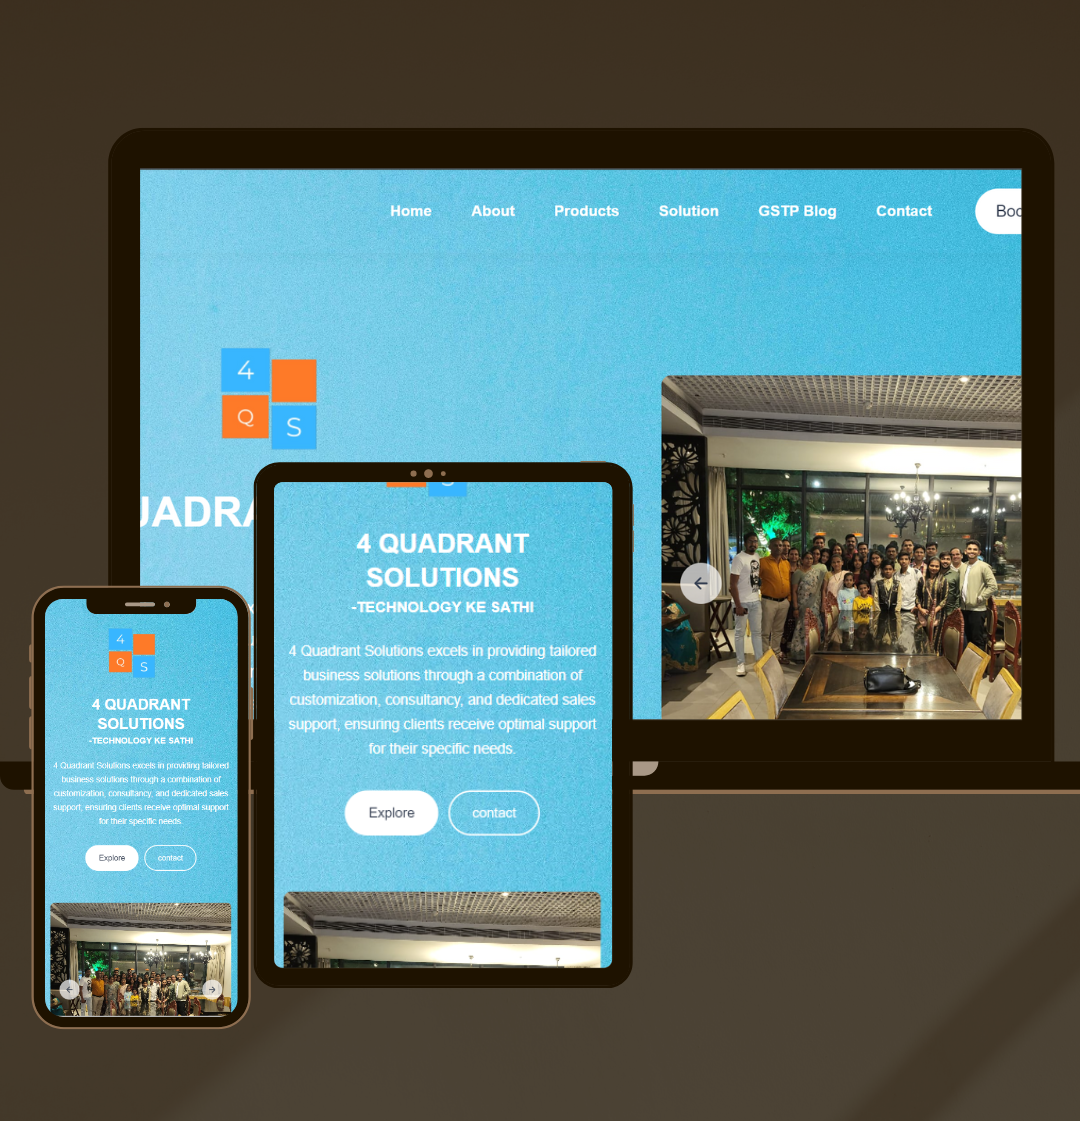 Home About Products Solution GSTP Blog Contact
4
Q S
4 QUADRANT
SOLUTIONS
-TECHNOLOGY KE SATHI
4 Quadrant Solutions excels in providing tailored
business solutions through a combination of
customization, consultancy, and dedicated sales
support, ensuring clients receive optimal support
for their specific needs.
Explore contact
4
Q S
4 QUADRANT
SOLUTIONS
-TECHNOLOGY KE SATHI
4 Quadrant Solutions excels in providing tailored
business solutions through a combination of
customization, consultancy, and dedicated sales
support, ensuring clients receive optimal support
for their specific needs.
Explore contact